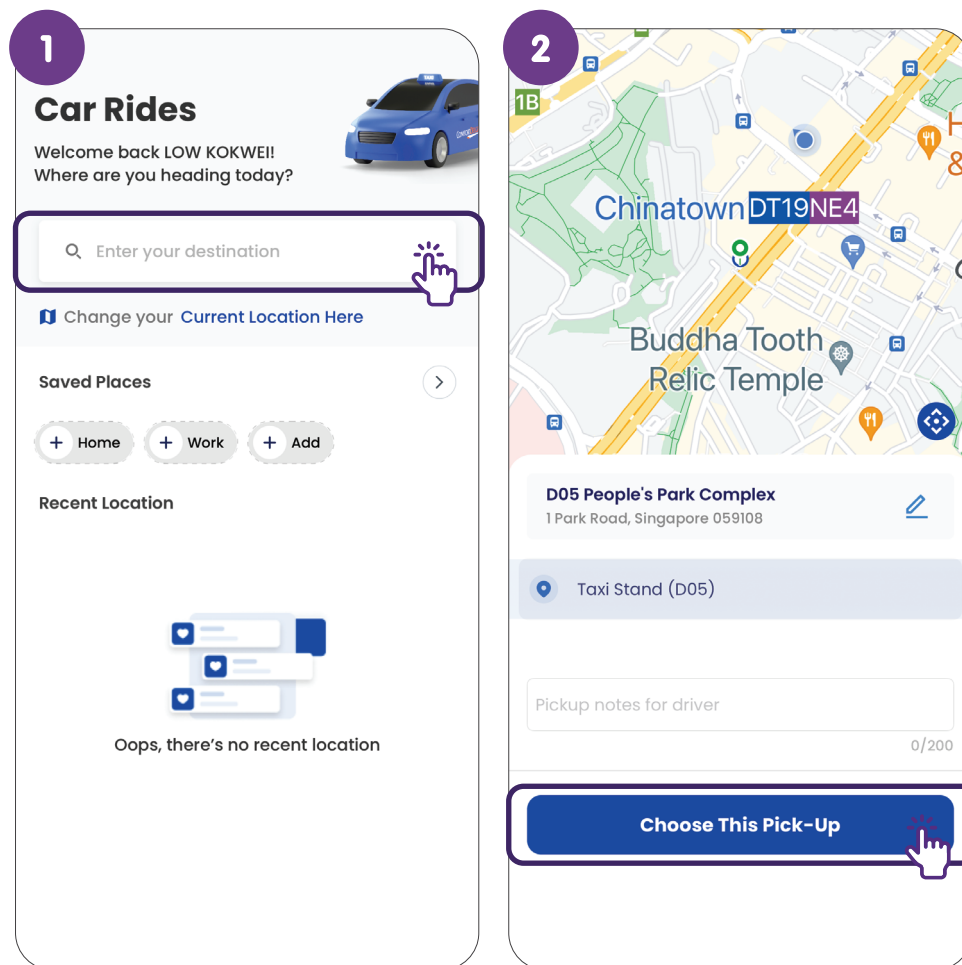 1
Car Rides
Welcome back LOW KOKWEI!
Where are you heading today?
TAXI
Enter your destination
Change your Current Location Here
Saved Places
+ Home + Work + Add
Recent Location
Oops, there's no recent location
2
1B
H
&
Chinatown DT19 NE4
Buddha Tooth
Relic Temple
D05 People's Park Complex
1 Park Road, Singapore 059108
Taxi Stand (D05)
Pickup notes for driver
0/200
Choose This Pick-Up